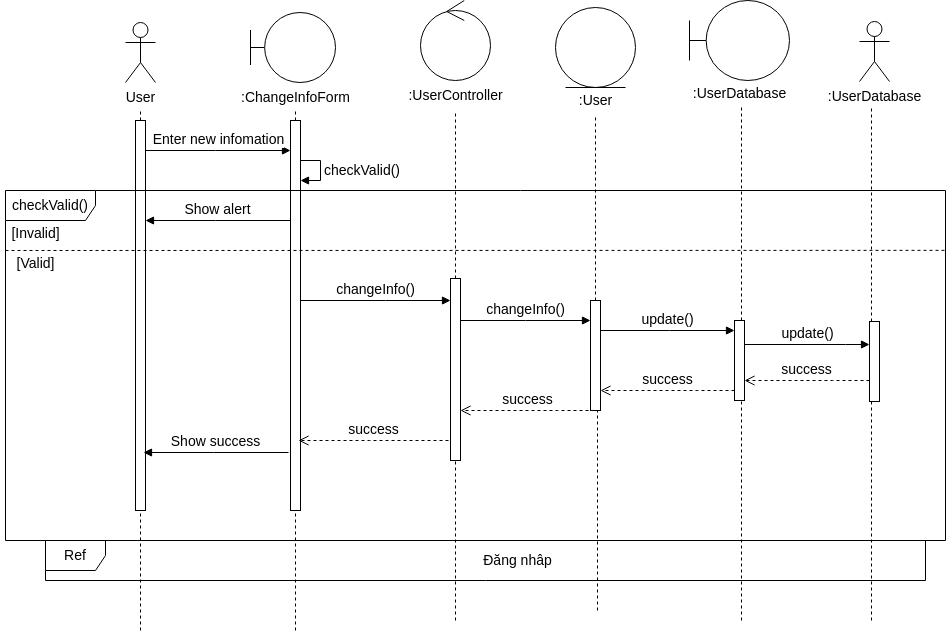 User
:ChangeInfoForm
:UserController
:User
:UserDatabase
:UserDatabase
Enter new infomation
checkValid()
checkValid()
Show alert
[Invalid]
[Valid]
changeInfo()
changeInfo()
update()
update()
success
success
success
success
Show success
Ref
Đăng nhâp